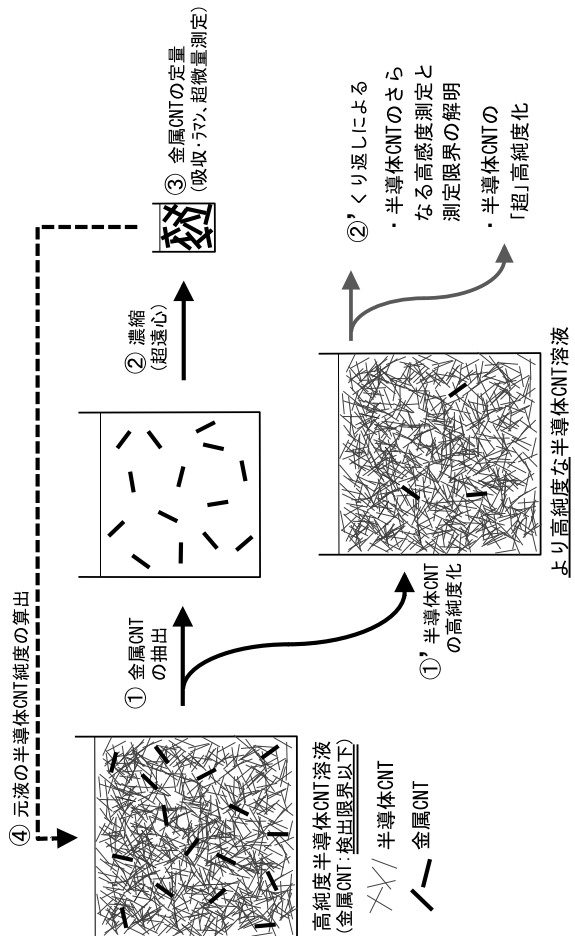 ④ 元液の半導体CNT純度の算出
① 金属CNT
の抽出
② 濃縮
(超遠心)
③ 金属CNTの定量
(吸収・ラマン、超微量測定)
高純度半導体CNT溶液
(金属CNT:検出限界以下)
半導体CNT
金属CNT
①’半導体CNT
の高純度化
より高純度な半導体CNT溶液
②’くり返しによる
・半導体CNTのさら
なる高感度測定と
測定限界の解明
・半導体CNTの
「超」高純度化